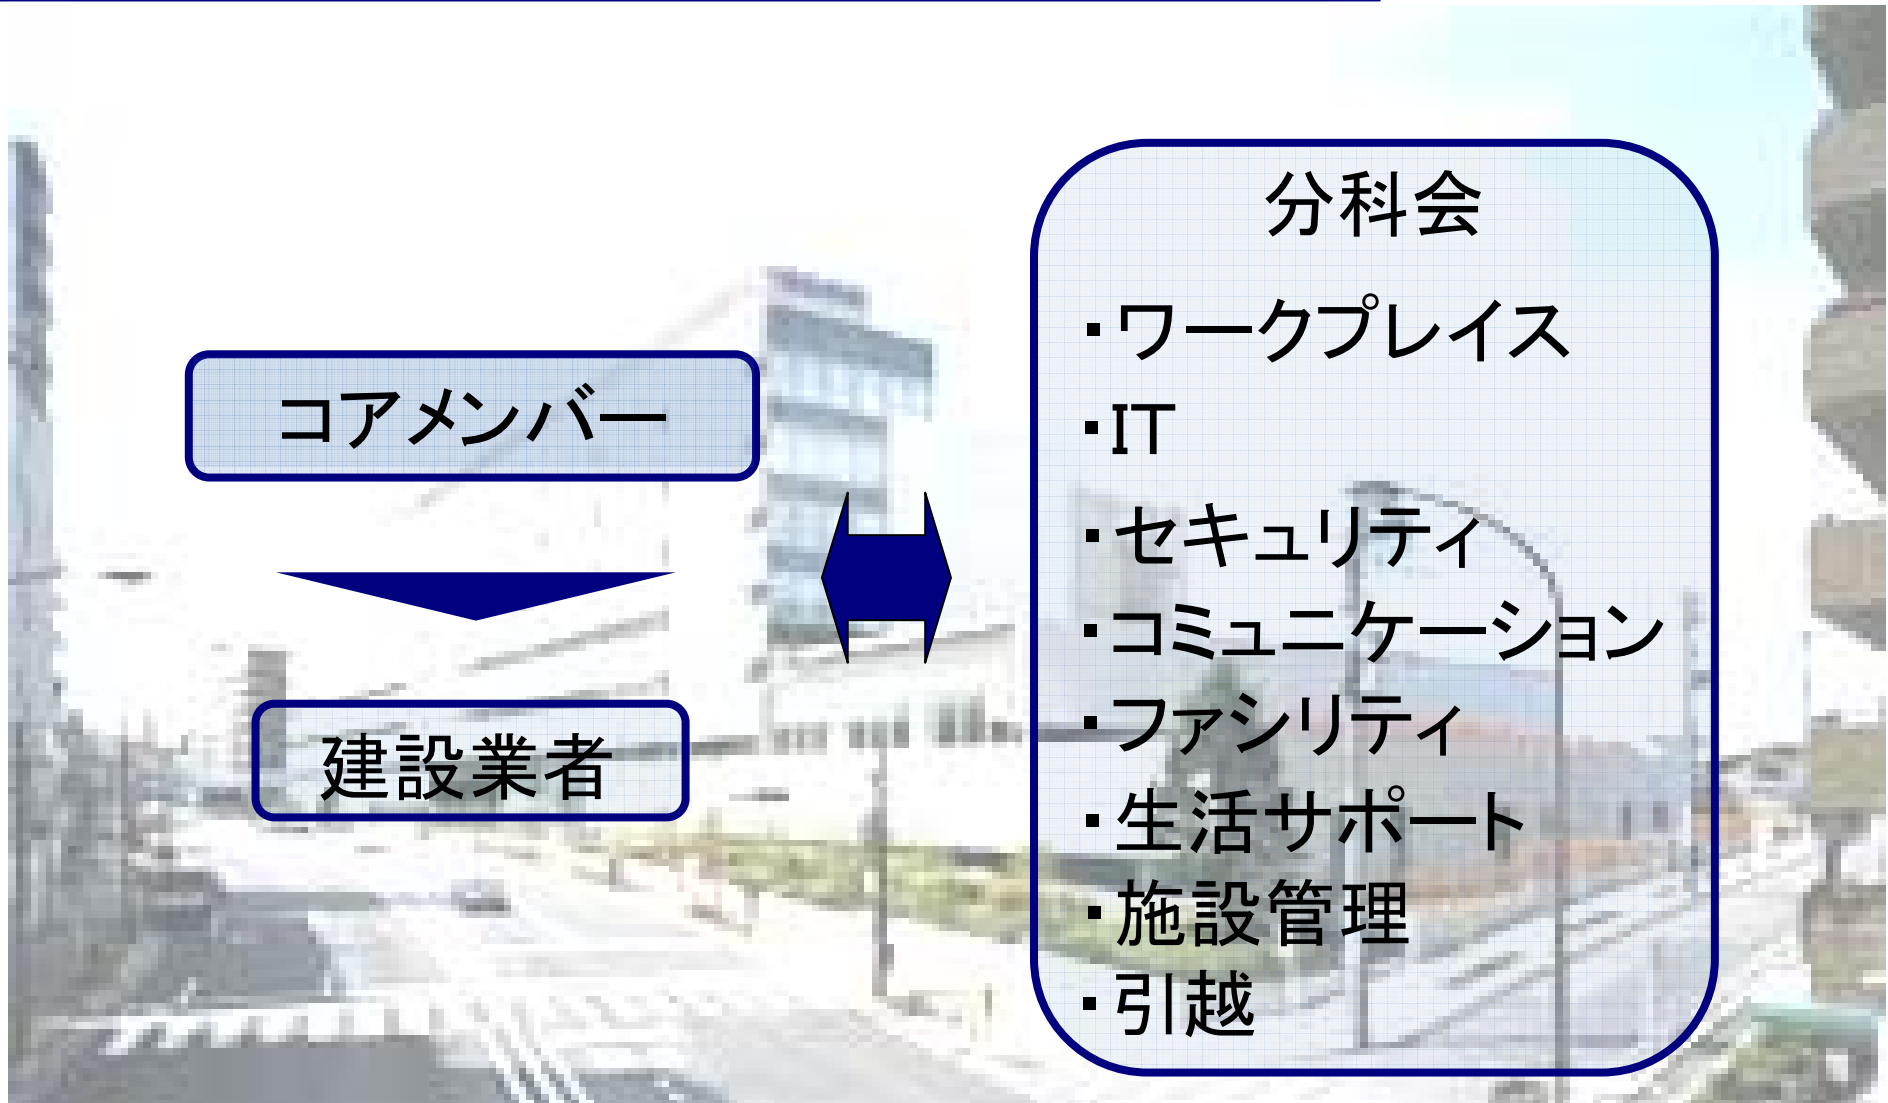 コアメンバー
建設業者
分科会
・ワークプレイス
・IT
・セキュリティ
・コミュニケーション
・ファシリティ
・生活サポート
・施設管理
・引越